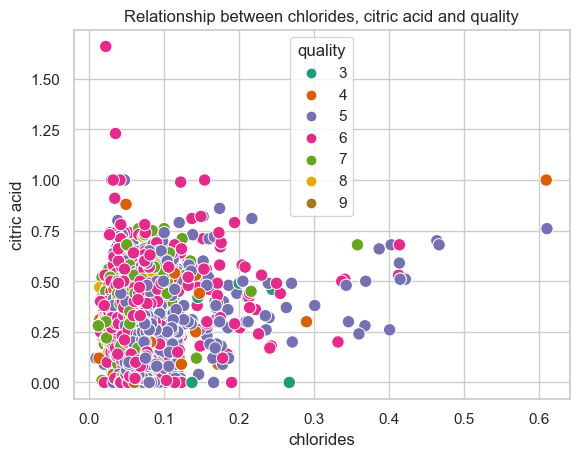 Relationship between chlorides, citric acid and quality
quality
3
4
5
6
7
8
9
1.50
1.25
1.00
0.75
0.50
0.25
0.00
citric acid
0.0 0.1 0.2 0.3 0.4 0.5 0.6
chlorides